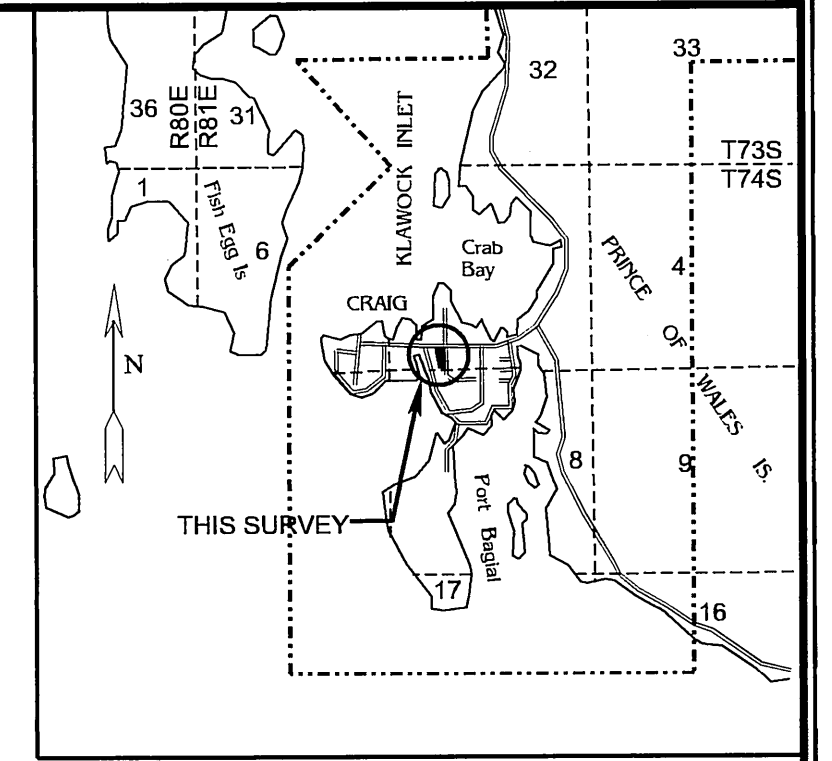 33
32
36
R80E
R81E
31
KLAWOCK INLET
T73S
T74S
1
Fish Egg Is
6
Crab
Bay
PRINCE
OF
WALES
IS.
4
CRAIG
N
8
9
Port Bagial
THIS SURVEY
17
16